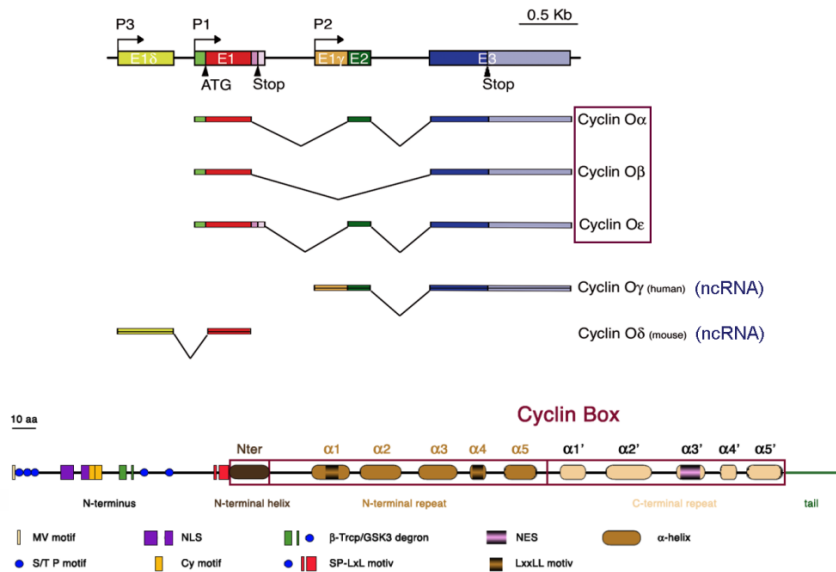 0.5 Kb
P3 P1 P2
E1δ E1 E1γ E2 E3
ATG Stop Stop
Cyclin Oα
Cyclin Oβ
Cyclin Oε
Cyclin Oγ (human) (ncRNA)
Cyclin Oδ (mouse) (ncRNA)
Cyclin Box
10 aa
Nter α1 α2 α3 α4 α5 α1' α2' α3' α4' α5'
N-terminus N-terminal helix N-terminal repeat C-terminal repeat tail
MV motif NLS β-Trcp/GSK3 degron NES α-helix
S/T P motif Cy motif SP-LxL motiv LxxLL motiv